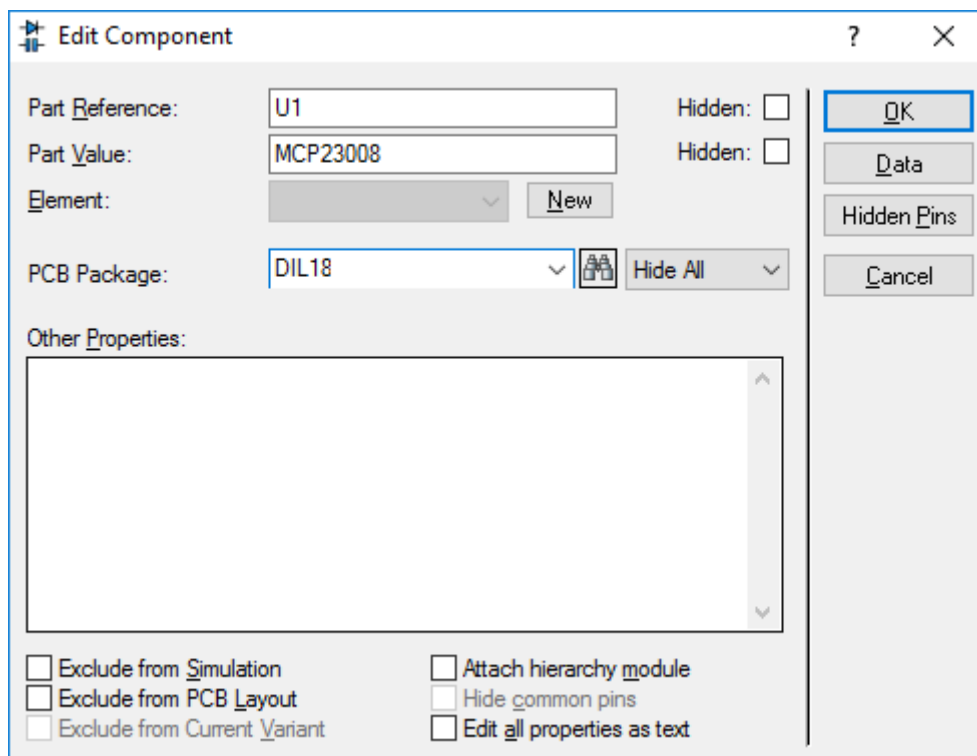 Edit Component ?
Part Reference: U1 Hidden: OK
Part Value: MCP23008 Hidden: Data
Element: New Hidden Pins
PCB Package: DIL18 Hide All Cancel
Other Properties:
Exclude from Simulation Attach hierarchy module
Exclude from PCB Layout Hide common pins
Exclude from Current Variant Edit all properties as text